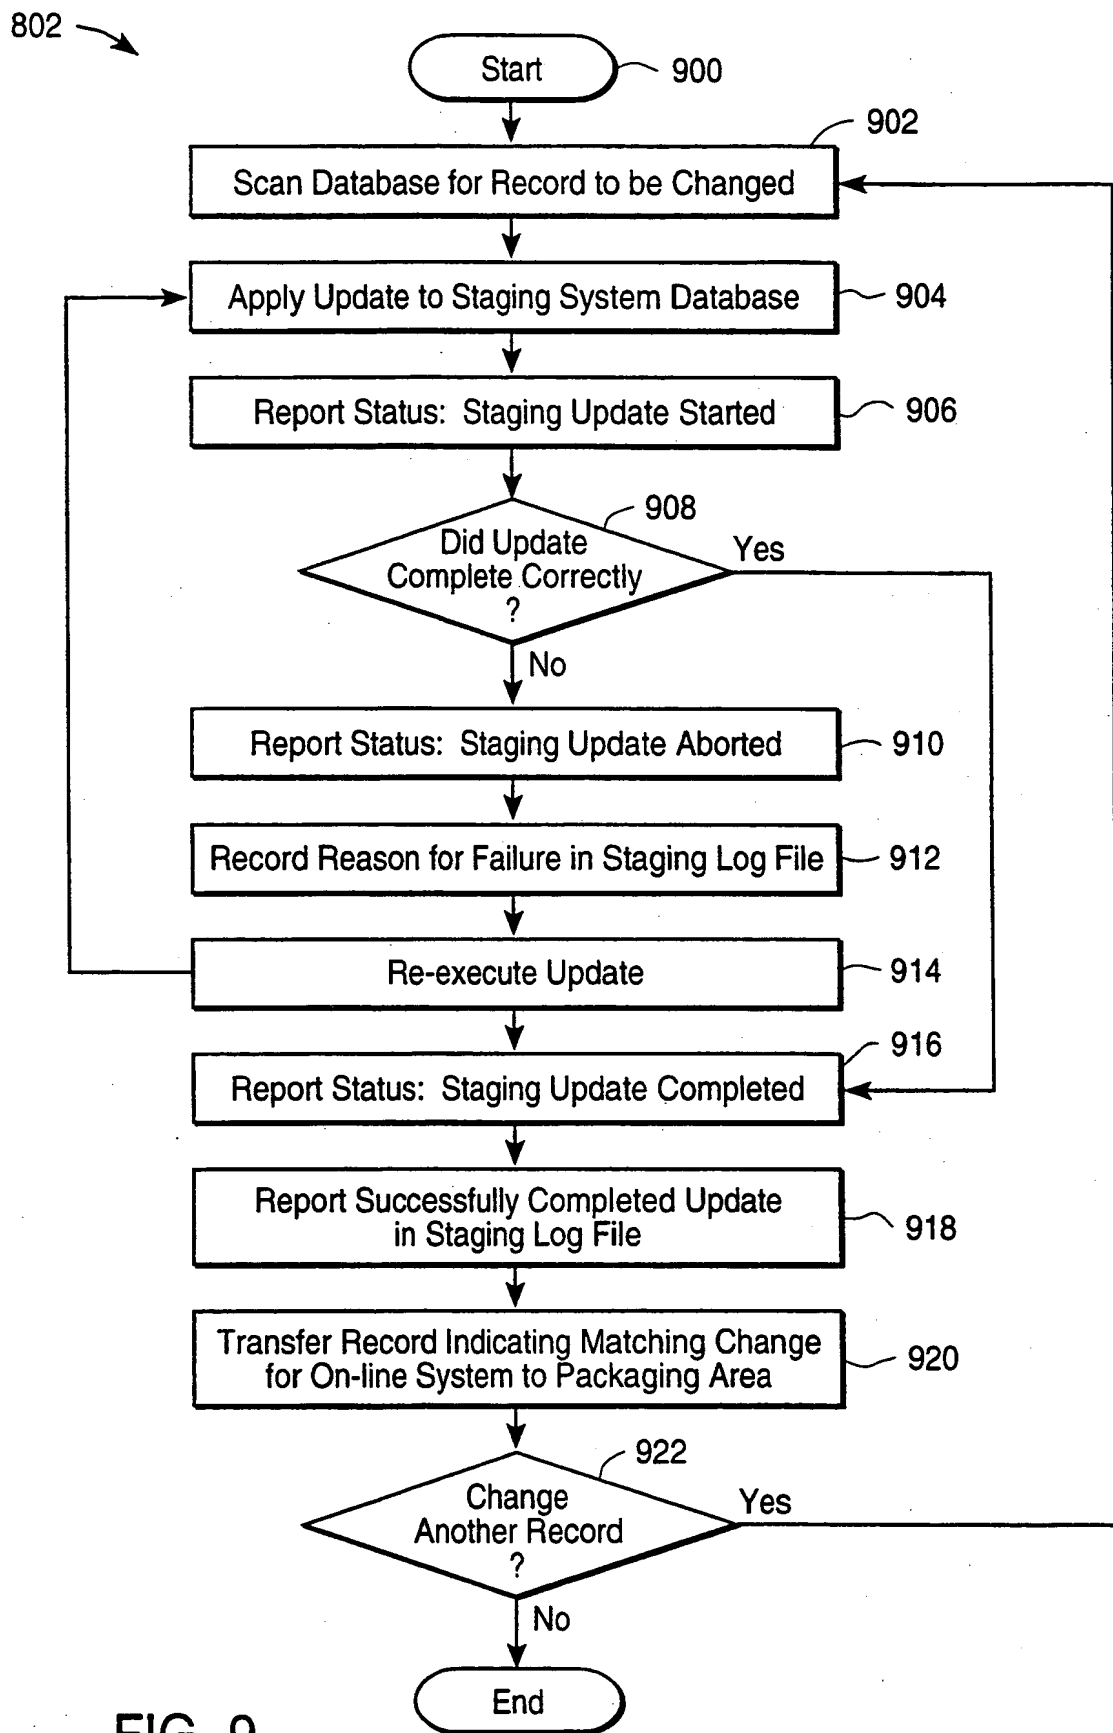 802
Start
900
902
Scan Database for Record to be Changed
Apply Update to Staging System Database
904
Report Status: Staging Update Started
906
908
Did Update
Complete Correctly
?
Yes
No
Report Status: Staging Update Aborted
910
Record Reason for Failure in Staging Log File
912
Re-execute Update
914
916
Report Status: Staging Update Completed
Report Successfully Completed Update
in Staging Log File
918
Transfer Record Indicating Matching Change
for On-line System to Packaging Area
920
922
Change
Another Record
?
Yes
No
End
FIG. 9